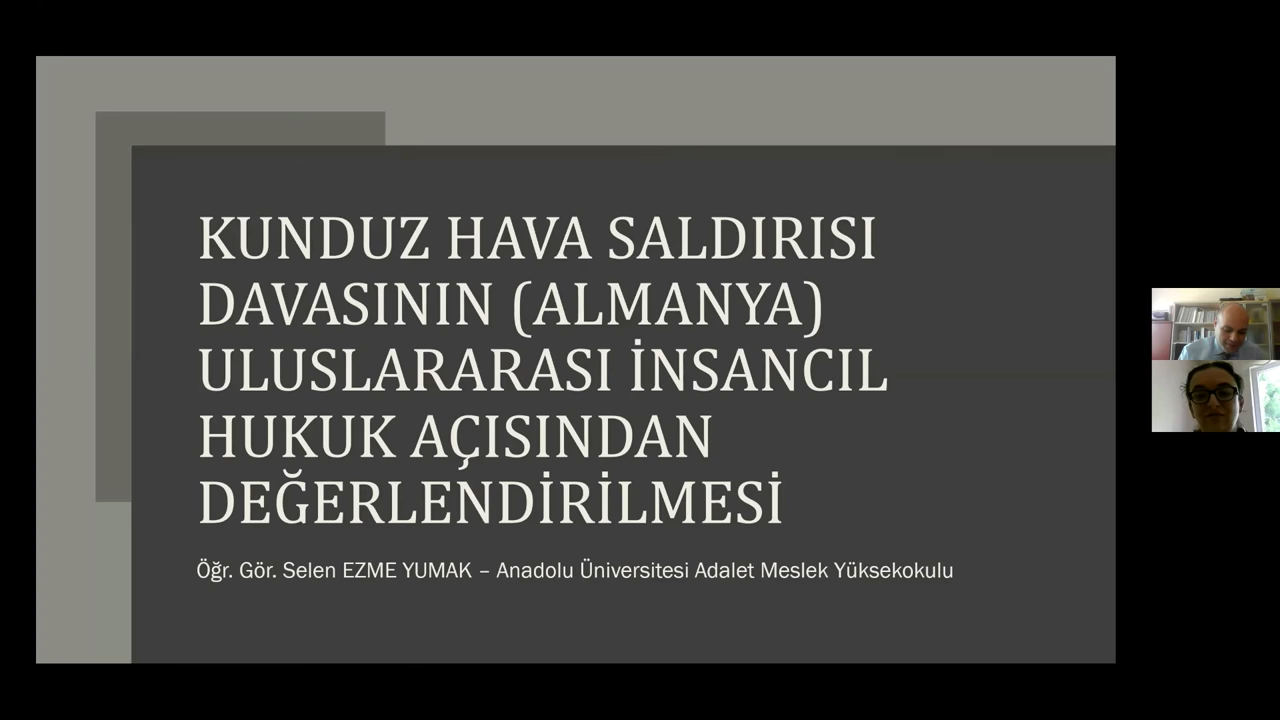 KUNDUZ HAVA SALDIRISI
DAVASININ (ALMANYA)
ULUSLARARASI İNSANCIL
HUKUK AÇISINDAN
DEĞERLENDİRİLMESİ
Öğr. Gör. Selen EZME YUMAK – Anadolu Üniversitesi Adalet Meslek Yüksekokulu